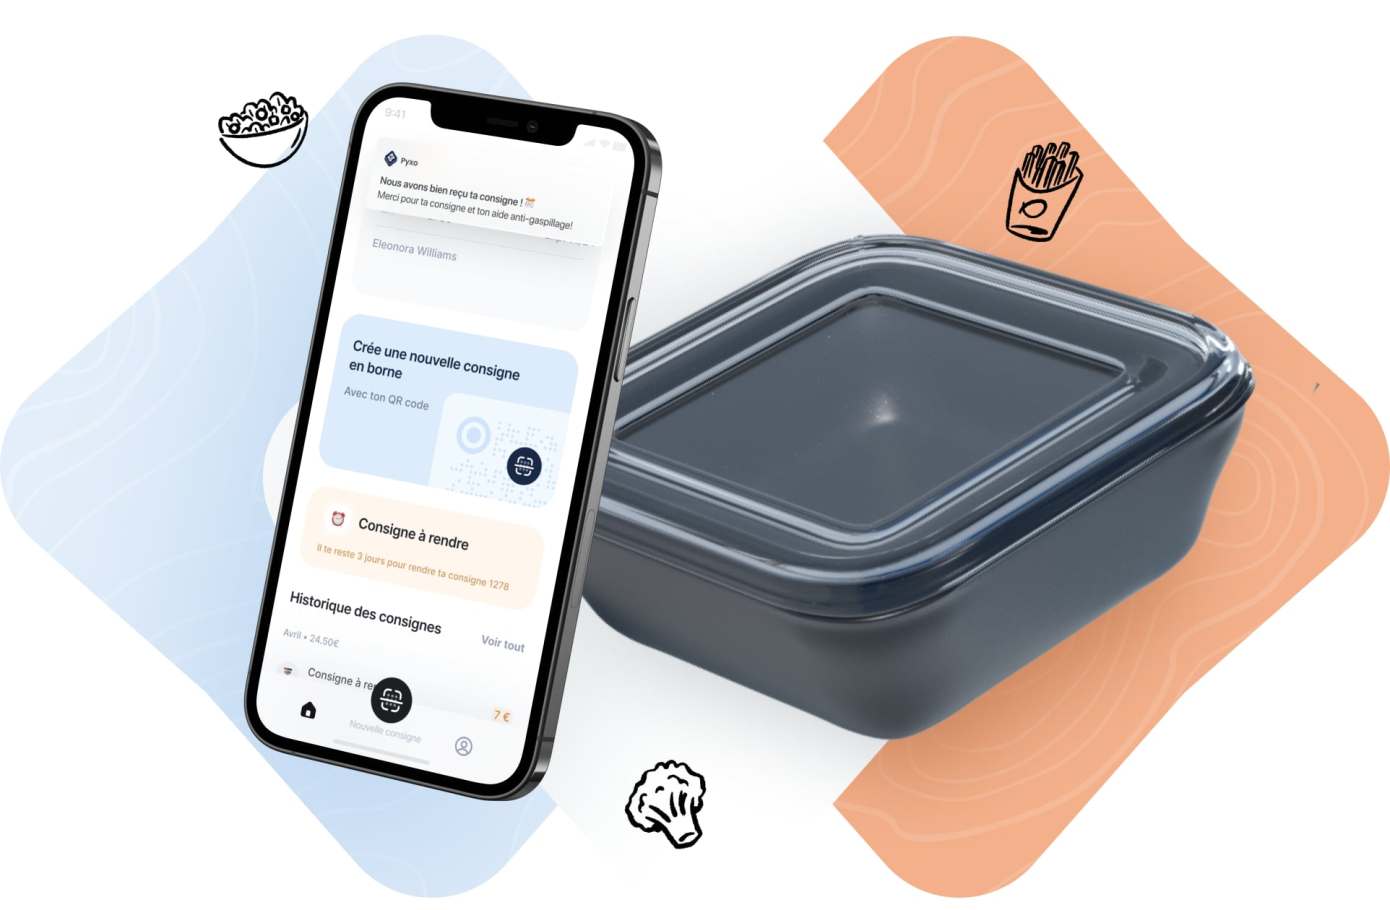 9:41
Pyxo
Nous avons bien reçu ta consigne !
Merci pour ta consigne et ton aide anti-gaspillage!
Eleonora Williams
Crée une nouvelle consigne
en borne
Avec ton QR code
Consigne à rendre
Il te reste 3 jours pour rendre ta consigne 1278
Historique des consignes
Voir tout
Avril • 24.50€
Consigne à
7 €
Nouvelle consigne